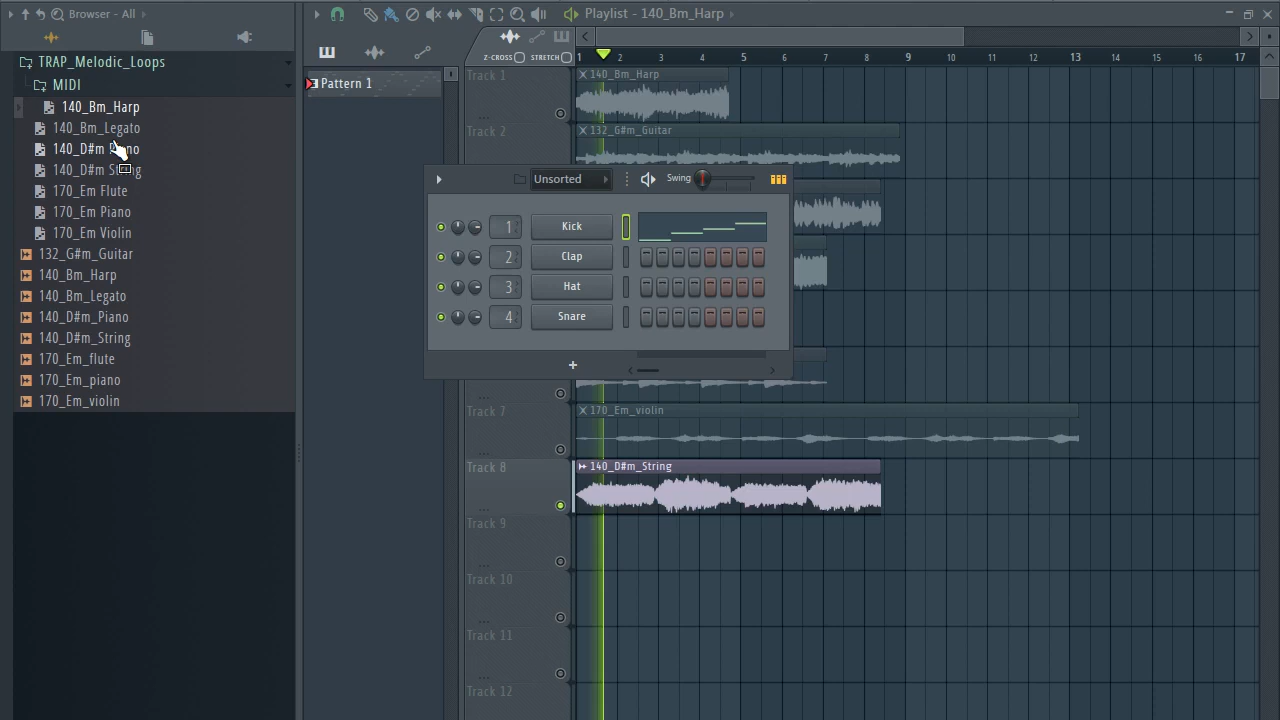 Browser - All
Playlist - 140_Bm_Harp
TRAP_Melodic_Loops
MIDI
140_Bm_Harp
140_Bm_Legato
140_D#m
140_D#m
170_Em Flute
170_Em Piano
170_Em Violin
132_G#m_Guitar
140_Bm_Harp
140_Bm_Legato
140_D#m_Piano
140_D#m_String
170_Em_flute
170_Em_piano
170_Em_violin
Pattern 1
Z-CROSS STRETCH
1 2 3 4 5 6 7 8 9 10 11 12 13 14 15 16 17
Track 1
140_Bm_Harp
Track 2
132_G#m_Guitar
Unsorted
Swing
1 Kick
2 Clap
3 Hat
4 Snare
+
Track 7
170_Em_violin
Track 8
140_D#m_String
Track 9
Track 10
Track 11
Track 12